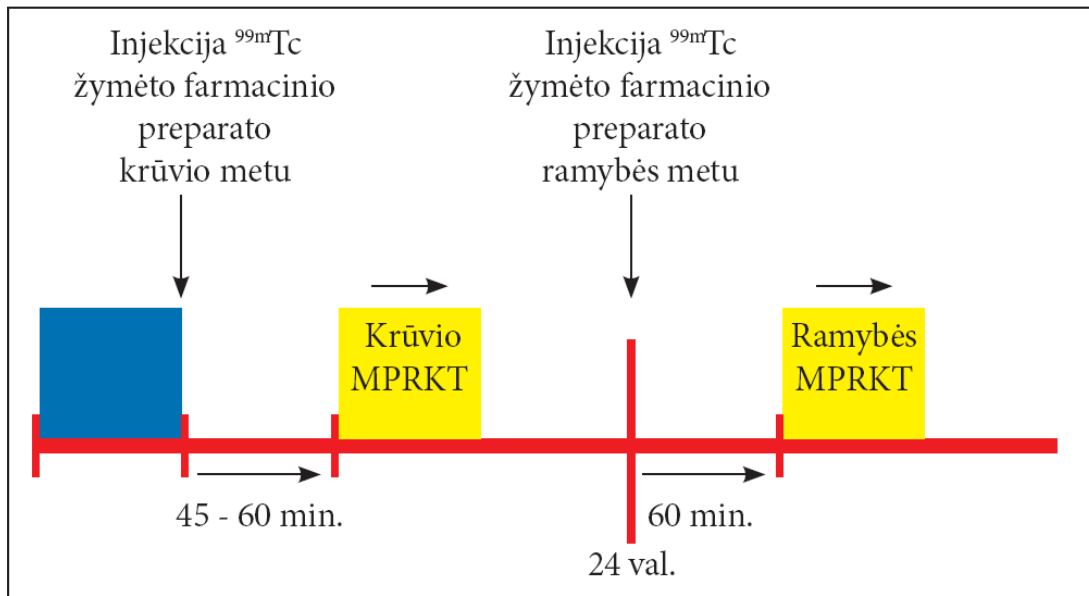 Injekcija ⁹⁹ᵐTc
žymėto farmacinio
preparato
krūvio metu
Injekcija ⁹⁹ᵐTc
žymėto farmacinio
preparato
ramybės metu
Krūvio
MPRKT
Ramybės
MPRKT
45 - 60 min.
60 min.
24 val.